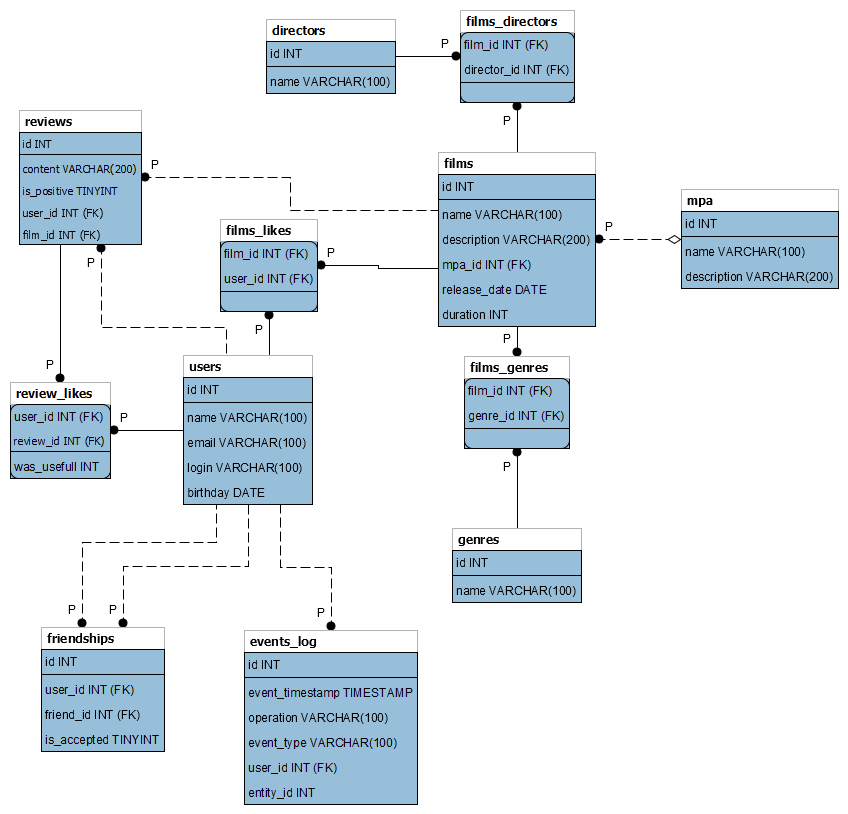 directors
id INT
name VARCHAR(100)
P
films_directors
film_id INT (FK)
director_id INT (FK)
P
reviews
id INT
content VARCHAR(200)
is_positive TINYINT
user_id INT (FK)
film_id INT (FK)
P
P
films
id INT
name VARCHAR(100)
description VARCHAR(200)
mpa_id INT (FK)
release_date DATE
duration INT
P
mpa
id INT
name VARCHAR(100)
description VARCHAR(200)
films_likes
film_id INT (FK)
user_id INT (FK)
P
P
P
films_genres
film_id INT (FK)
genre_id INT (FK)
P
users
id INT
name VARCHAR(100)
email VARCHAR(100)
login VARCHAR(100)
birthday DATE
P
review_likes
user_id INT (FK)
review_id INT (FK)
was_usefull INT
P
genres
id INT
name VARCHAR(100)
P
P
P
friendships
id INT
user_id INT (FK)
friend_id INT (FK)
is_accepted TINYINT
events_log
id INT
event_timestamp TIMESTAMP
operation VARCHAR(100)
event_type VARCHAR(100)
user_id INT (FK)
entity_id INT